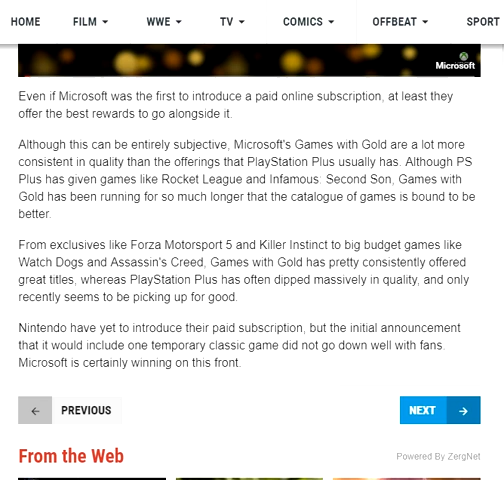 HOME FILM WWE TV COMICS OFFBEAT SPORT
Microsoft
Even if Microsoft was the first to introduce a paid online subscription, at least they
offer the best rewards to go alongside it.
Although this can be entirely subjective, Microsoft's Games with Gold are a lot more
consistent in quality than the offerings that PlayStation Plus usually has. Although PS
Plus has given games like Rocket League and Infamous: Second Son, Games with
Gold has been running for so much longer that the catalogue of games is bound to be
better.
From exclusives like Forza Motorsport 5 and Killer Instinct to big budget games like
Watch Dogs and Assassin's Creed, Games with Gold has pretty consistently offered
great titles, whereas PlayStation Plus has often dipped massively in quality, and only
recently seems to be picking up for good.
Nintendo have yet to introduce their paid subscription, but the initial announcement
that it would include one temporary classic game did not go down well with fans.
Microsoft is certainly winning on this front.
PREVIOUS NEXT
From the Web Powered By ZergNet